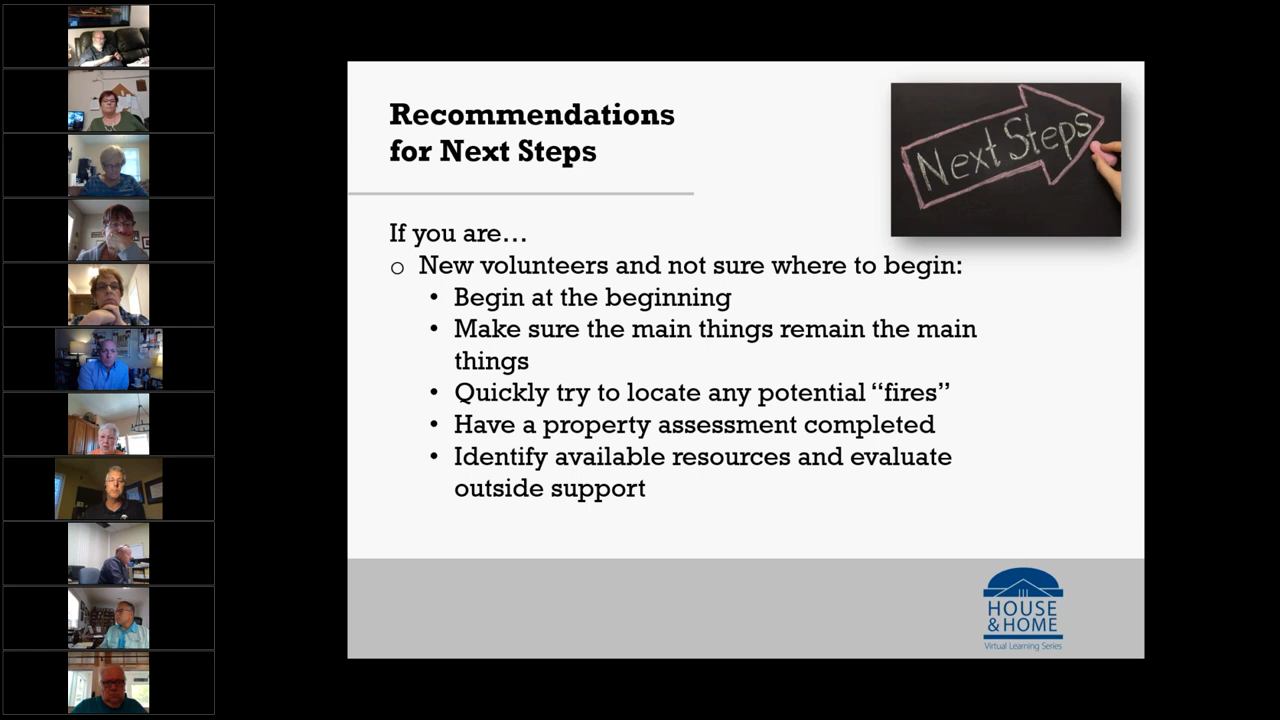 Recommendations
for Next Steps
Next Steps
If you are…
o New volunteers and not sure where to begin:
• Begin at the beginning
• Make sure the main things remain the main
things
• Quickly try to locate any potential “fires”
• Have a property assessment completed
• Identify available resources and evaluate
outside support
HOUSE
& HOME
Virtual Learning Series